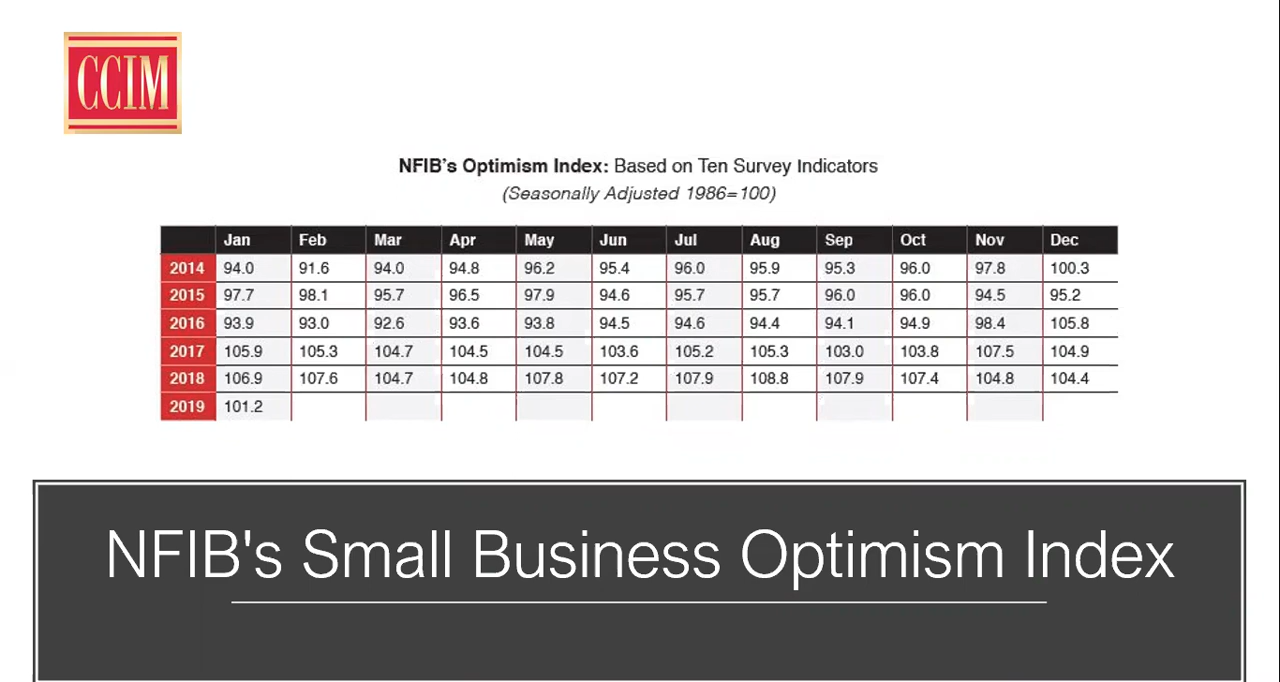 CCIM
NFIB's Optimism Index: Based on Ten Survey Indicators
(Seasonally Adjusted 1986=100)
Jan Feb Mar Apr May Jun Jul Aug Sep Oct Nov Dec
2014 94.0 91.6 94.0 94.8 96.2 95.4 96.0 95.9 95.3 96.0 97.8 100.3
2015 97.7 98.1 95.7 96.5 97.9 94.6 95.7 95.7 96.0 96.0 94.5 95.2
2016 93.9 93.0 92.6 93.6 93.8 94.5 94.6 94.4 94.1 94.9 98.4 105.8
2017 105.9 105.3 104.7 104.5 104.5 103.6 105.2 105.3 103.0 103.8 107.5 104.9
2018 106.9 107.6 104.7 104.8 107.8 107.2 107.9 108.8 107.9 107.4 104.8 104.4
2019 101.2
NFIB's Small Business Optimism Index